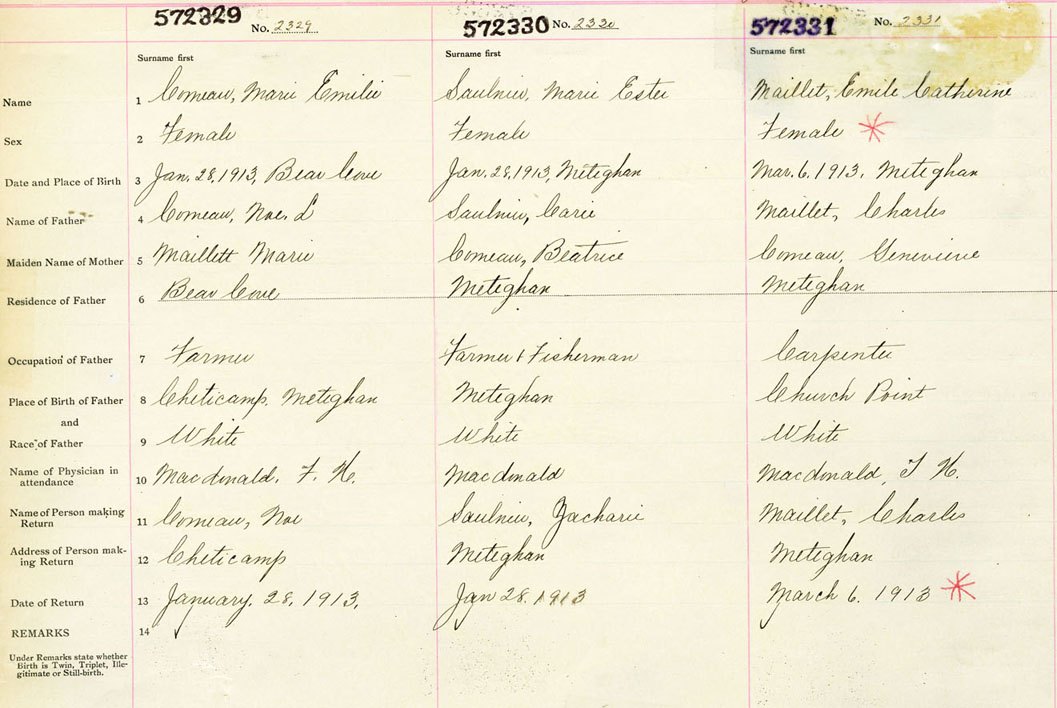 572329 No. 2329 572330 No. 2330 572331 No. 2331
Surname first Surname first Surname first
Name 1 Comeau, Marie Emilie Saulnier, Marie Ester Maillet, Emile Catherine
Sex 2 Female Female Female
Date and Place of Birth 3 Jan. 28, 1913, Bear Cove Jan. 28, 1913, Meteghan Mar. 6. 1913. Meteghan
Name of Father 4 Comeau, Noe. L Saulnier, Carie Maillet, Charles
Maiden Name of Mother 5 Maillett Marie Comeau, Beatrice Comeau, Genevieve
Residence of Father 6 Bear Cove Meteghan Meteghan
Occupation of Father 7 Farmer Farmer & Fisherman Carpenter
Place of Birth of Father 8 Cheticamp. Meteghan Meteghan Church Point
and
Race of Father 9 White White White
Name of Physician in attendance 10 Macdonald. F. H. Macdonald Macdonald, F H.
Name of Person making Return 11 Comeau, Noe Saulnier, Zacharie Maillet, Charles
Address of Person mak-ing Return 12 Cheticamp Meteghan Meteghan
Date of Return 13 January. 28. 1913. Jan 28. 1913 March 6. 1913
REMARKS 14
Under Remarks state whether
Birth is Twin, Triplet, Ille-
gitimate or Still-birth.